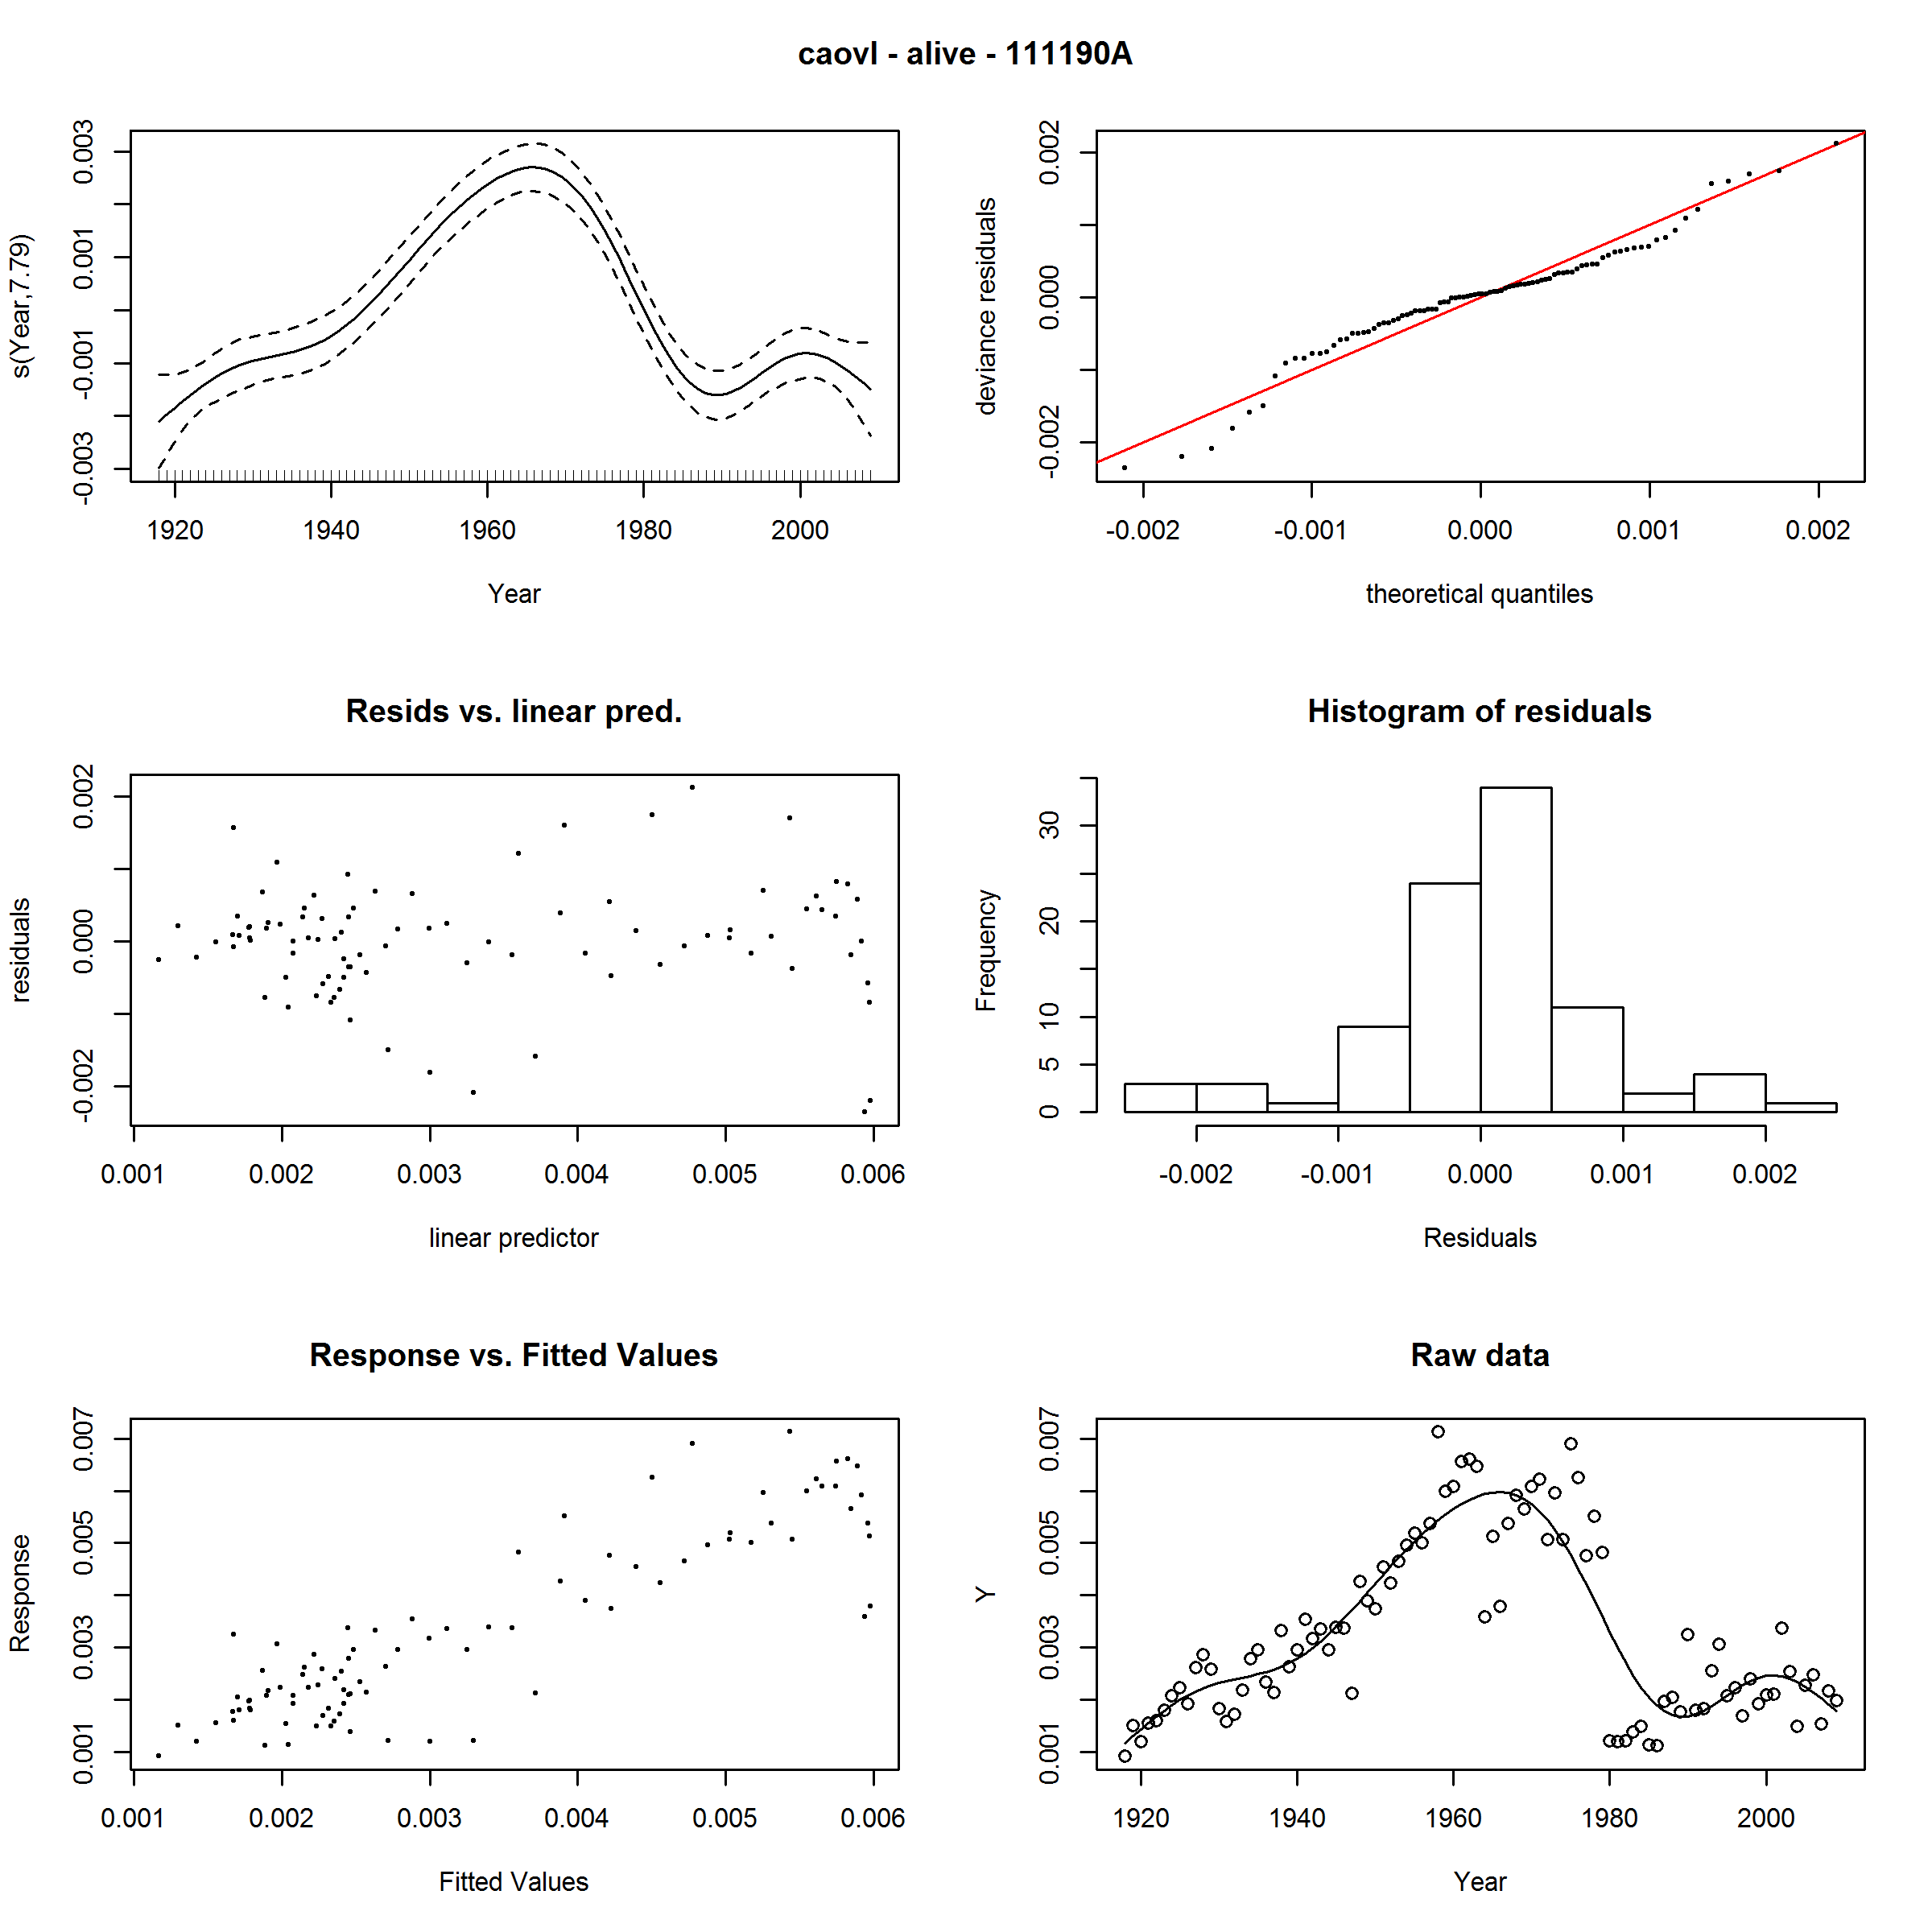 caovl - alive - 111190A
s(Year,7.79)
-0.003 -0.001 0.001 0.003
1920 1940 1960 1980 2000
Year
deviance residuals
-0.002 0.000 0.002
-0.002 -0.001 0.000 0.001 0.002
theoretical quantiles
Resids vs. linear pred.
residuals
-0.002 0.000 0.002
0.001 0.002 0.003 0.004 0.005 0.006
linear predictor
Histogram of residuals
Frequency
0 5 10 20 30
-0.002 -0.001 0.000 0.001 0.002
Residuals
Response vs. Fitted Values
Response
0.001 0.003 0.005 0.007
0.001 0.002 0.003 0.004 0.005 0.006
Fitted Values
Raw data
Y
0.001 0.003 0.005 0.007
1920 1940 1960 1980 2000
Year